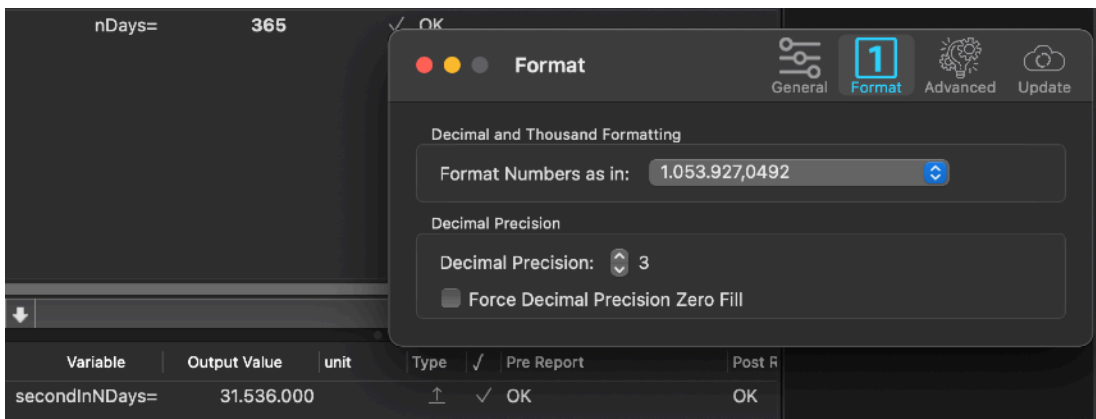 nDays= 365 ✓ OK
Format
General Format Advanced Update
Decimal and Thousand Formatting
Format Numbers as in: 1.053.927,0492
Decimal Precision
Decimal Precision: 3
Force Decimal Precision Zero Fill
Variable Output Value unit Type √ Pre Report Post R
secondInNDays= 31.536.000 ✓ OK OK